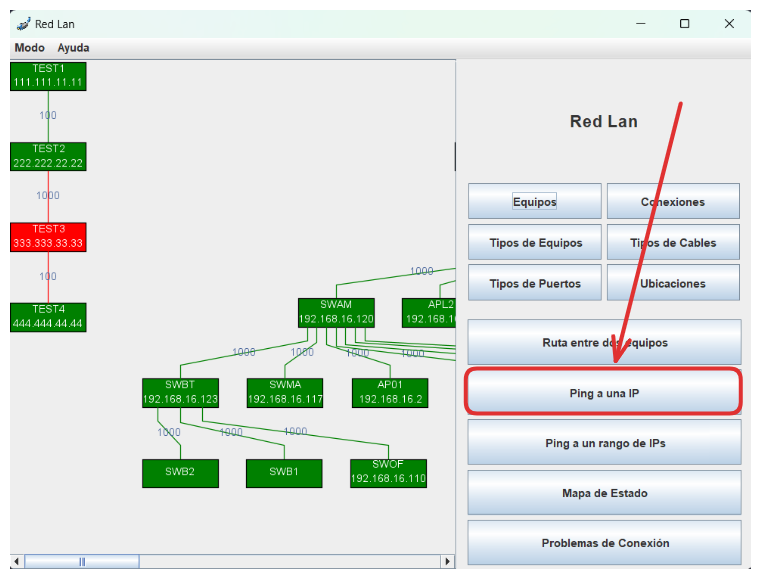 Red Lan
Modo Ayuda
TEST1
111.111.11.11
100
TEST2
222.222.22.22
1000
TEST3
333.333.33.33
100
TEST4
444.444.44.44
1000
SWAM
192.168.16.120
APL2
192.168.1
1000 1000 1000 1000
SWBT
192.168.16.123
SWMA
192.168.16.117
AP01
192.168.16.2
1000 1000 1000
SWB2
SWB1
SWOF
192.168.16.110
Red Lan
Equipos Conexiones
Tipos de Equipos Tipos de Cables
Tipos de Puertos Ubicaciones
Ruta entre dos equipos
Ping a una IP
Ping a un rango de IPs
Mapa de Estado
Problemas de Conexión